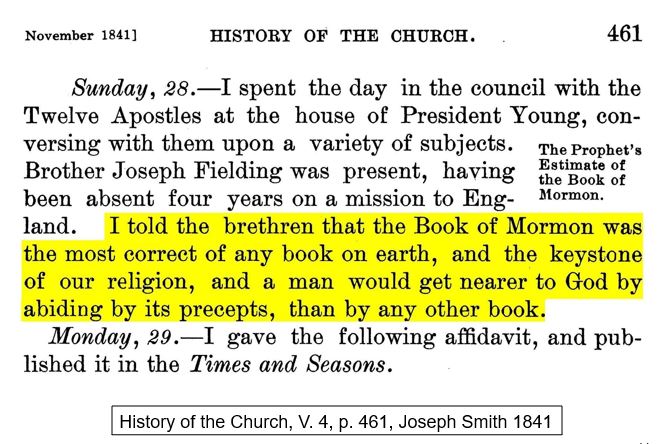 November 1841] HISTORY OF THE CHURCH. 461
Sunday, 28.—I spent the day in the council with the
Twelve Apostles at the house of President Young, con-
versing with them upon a variety of subjects.
Brother Joseph Fielding was present, having
been absent four years on a mission to Eng-
The Prophet's
Estimate of
the Book of
Mormon.
land. I told the brethren that the Book of Mormon was
the most correct of any book on earth, and the keystone
of our religion, and a man would get nearer to God by
abiding by its precepts, than by any other book.
Monday, 29.—I gave the following affidavit, and pub-
lished it in the Times and Seasons.
History of the Church, V. 4, p. 461, Joseph Smith 1841